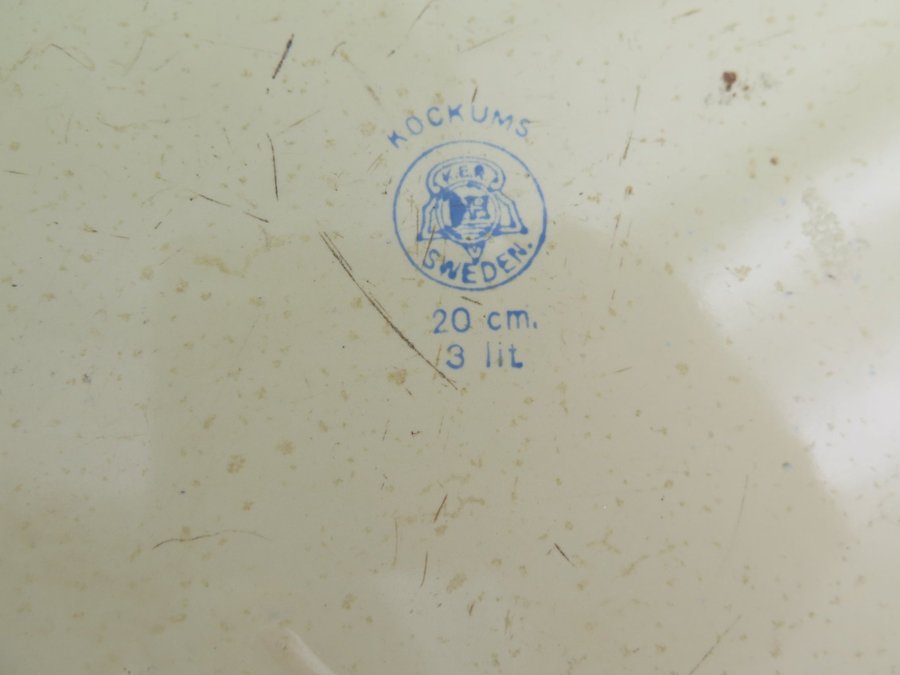 KOCKUMS
K.E.R.
SWEDEN.
20 cm.
3 lit.